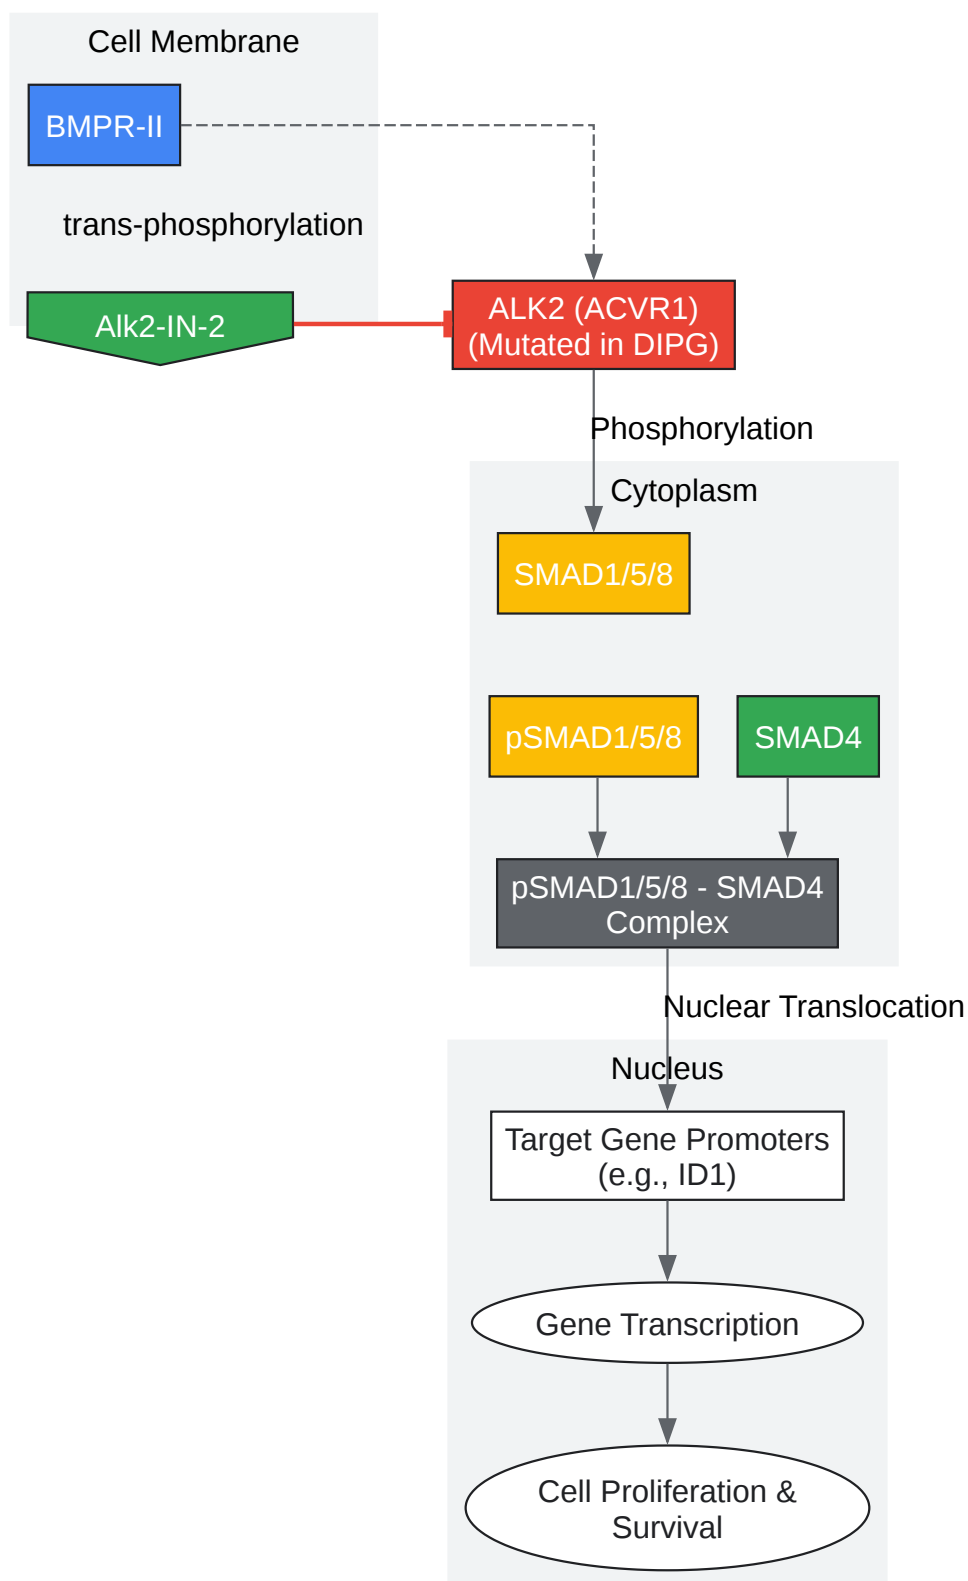 Cell Membrane
BMPR-II
trans-phosphorylation
Alk2-IN-2
ALK2 (ACVR1)
(Mutated in DIPG)
Phosphorylation
Cytoplasm
SMAD1/5/8
pSMAD1/5/8
SMAD4
pSMAD1/5/8 - SMAD4
Complex
Nuclear Translocation
Nucleus
Target Gene Promoters
(e.g., ID1)
Gene Transcription
Cell Proliferation &
Survival